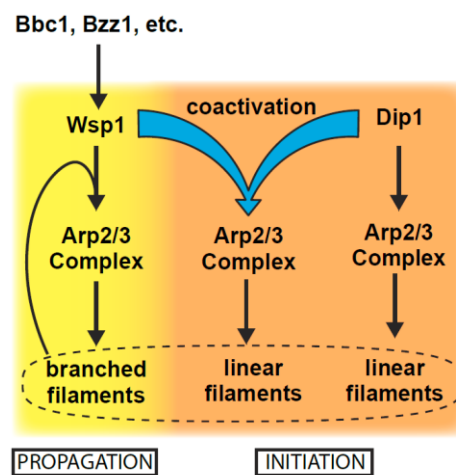 Bbc1, Bzz1, etc.
coactivation
Wsp1
Dip1
Arp2/3
Complex
Arp2/3
Complex
Arp2/3
Complex
branched
filaments
linear
filaments
linear
filaments
PROPAGATION
INITIATION